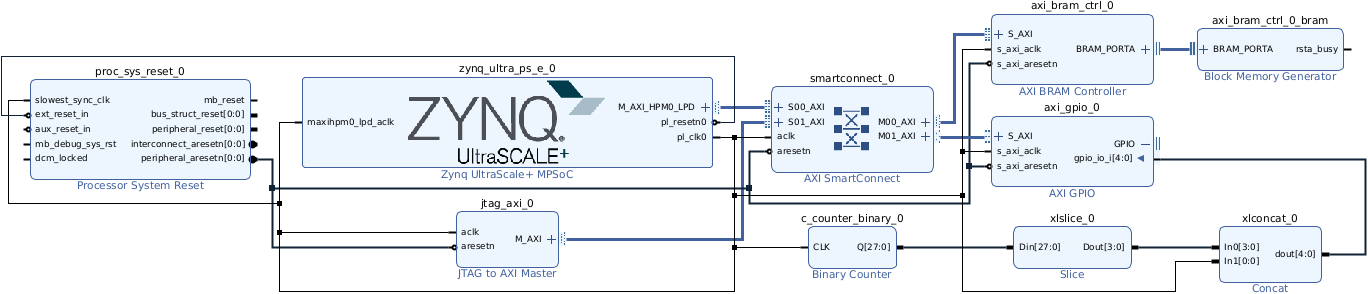 proc_sys_reset_0
slowest_sync_clk
ext_reset_in
aux_reset_in
mb_debug_sys_rst
dcm_locked
mb_reset
bus_struct_reset[0:0]
peripheral_reset[0:0]
interconnect_aresetn[0:0]
peripheral_aresetn[0:0]
Processor System Reset
zynq_ultra_ps_e_0
maxihpm0_lpd_aclk
ZYNQ®
UltraSCALE+
M_AXI_HPM0_LPD
pl_resetn0
pl_clk0
Zynq UltraScale+ MPSoC
jtag_axi_0
aclk
aresetn
M_AXI
JTAG to AXI Master
smartconnect_0
S00_AXI
S01_AXI
aclk
aresetn
M00_AXI
M01_AXI
AXI SmartConnect
c_counter_binary_0
CLK
Q[27:0]
Binary Counter
axi_bram_ctrl_0
S_AXI
s_axi_aclk
s_axi_aresetn
BRAM_PORTA
AXI BRAM Controller
axi_gpio_0
S_AXI
s_axi_aclk
s_axi_aresetn
GPIO
gpio_io_i[4:0]
AXI GPIO
xlslice_0
Din[27:0]
Dout[3:0]
Slice
axi_bram_ctrl_0_bram
BRAM_PORTA
rsta_busy
Block Memory Generator
xlconcat_0
In0[3:0]
In1[0:0]
dout[4:0]
Concat